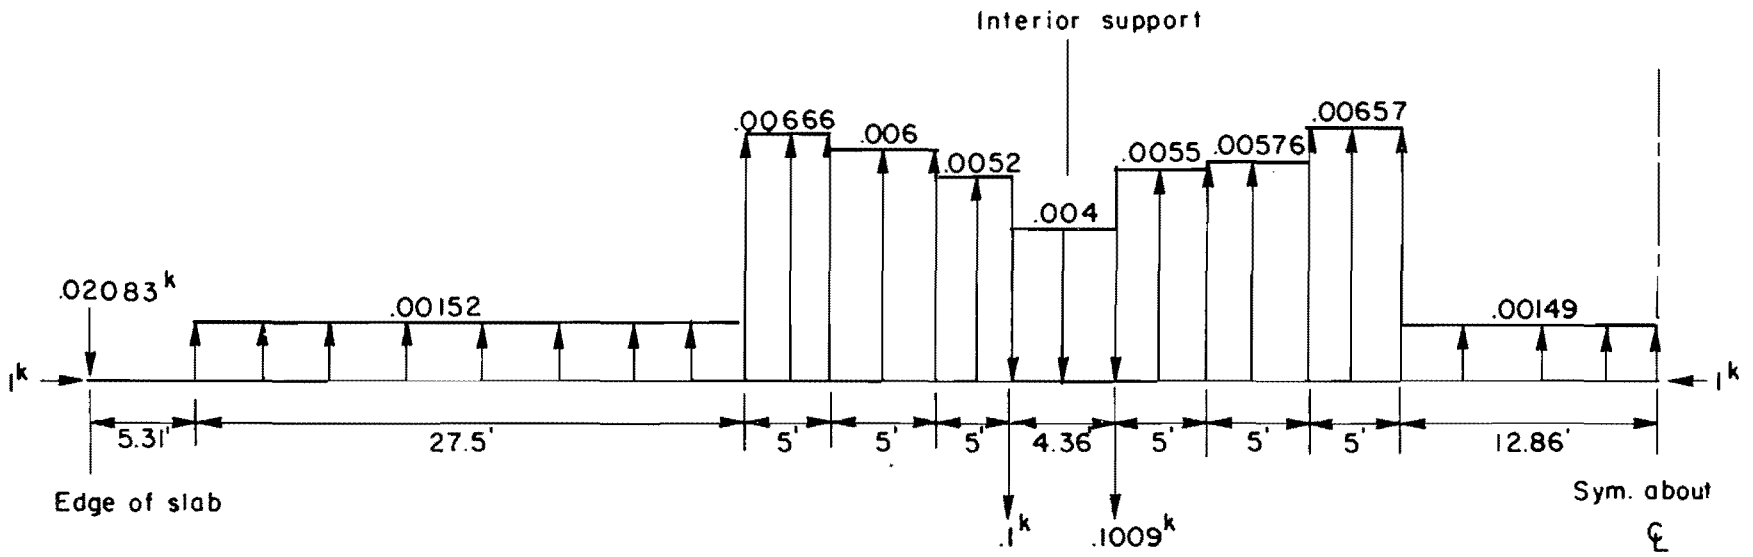 Interior support
.00666
.006
.0052
.004
.0055
.00576
.00657
.02083k
.00152
.00149
1k
1k
5.31'
27.5'
5'
5'
5'
4.36'
5'
5'
5'
12.86'
Edge of slab
.1k
.1009k
Sym. about
℄